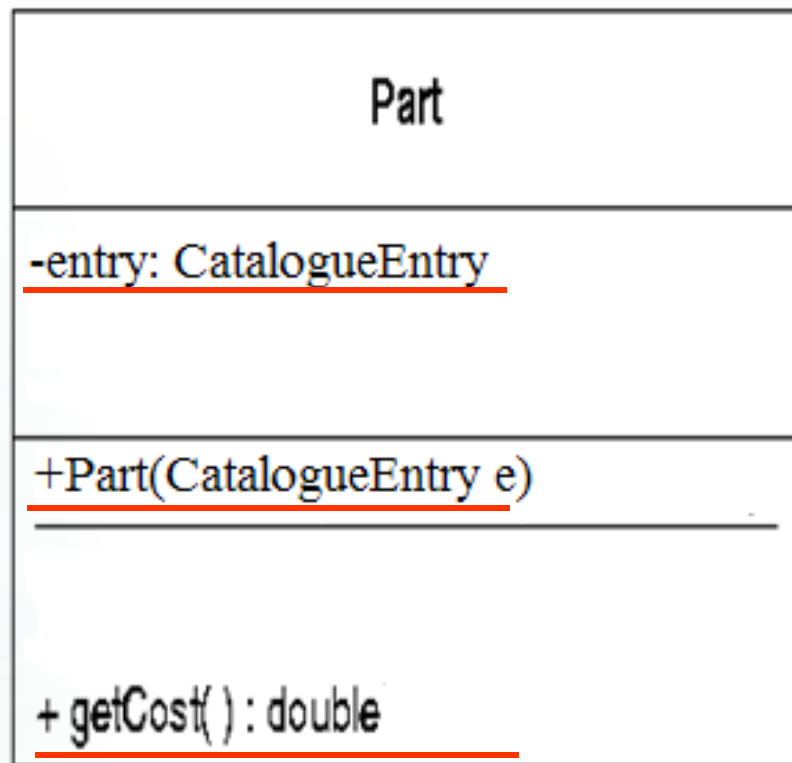 Part
-entry: CatalogueEntry
+Part(CatalogueEntry e)
+ getCost( ) : double